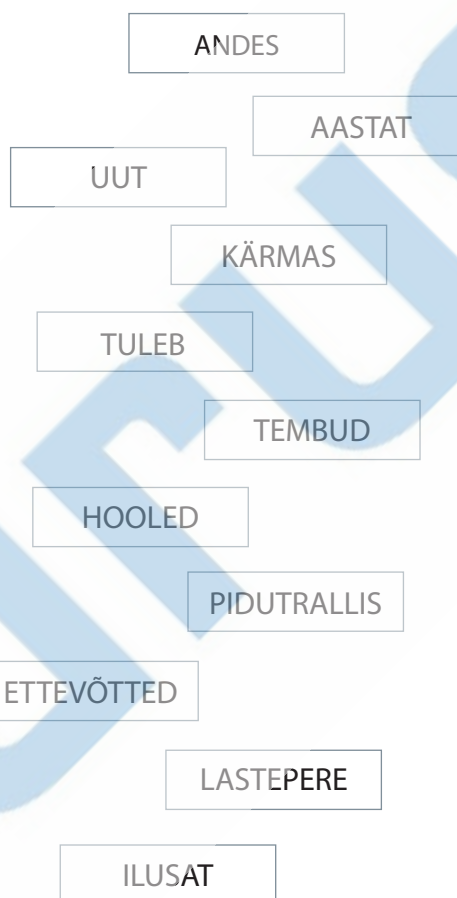 ANDES
AASTAT
UUT
KÄRMAS
TULEB
TEMBUD
HOOLED
PIDUTRALLIS
ETTEVÕTTED
LASTEPERE
ILUSAT